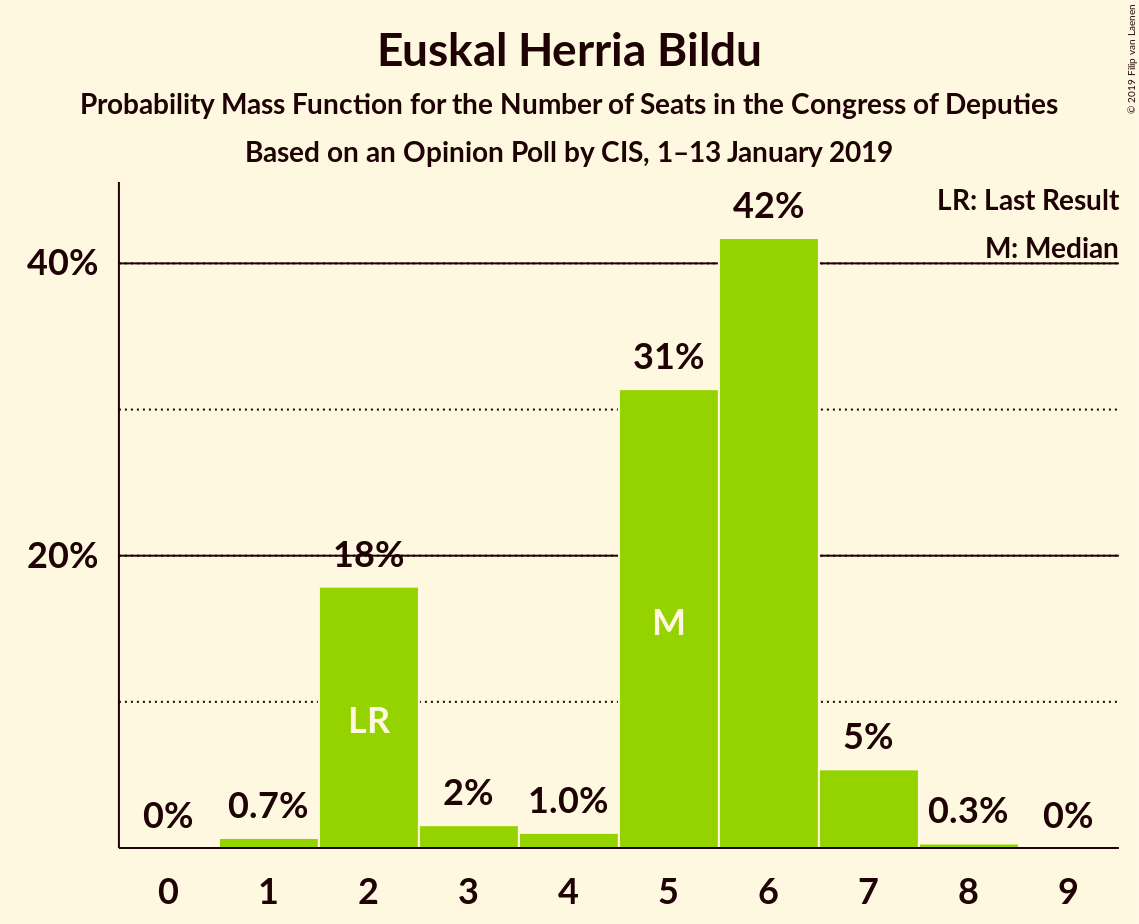 Euskal Herria Bildu
Probability Mass Function for the Number of Seats in the Congress of Deputies
Based on an Opinion Poll by CIS, 1–13 January 2019
© 2019 Filip van Laenen
LR: Last Result
M: Median
40%
20%
0%
0.7%
18%
2%
1.0%
31%
42%
5%
0.3%
0%
LR
M
0 1 2 3 4 5 6 7 8 9